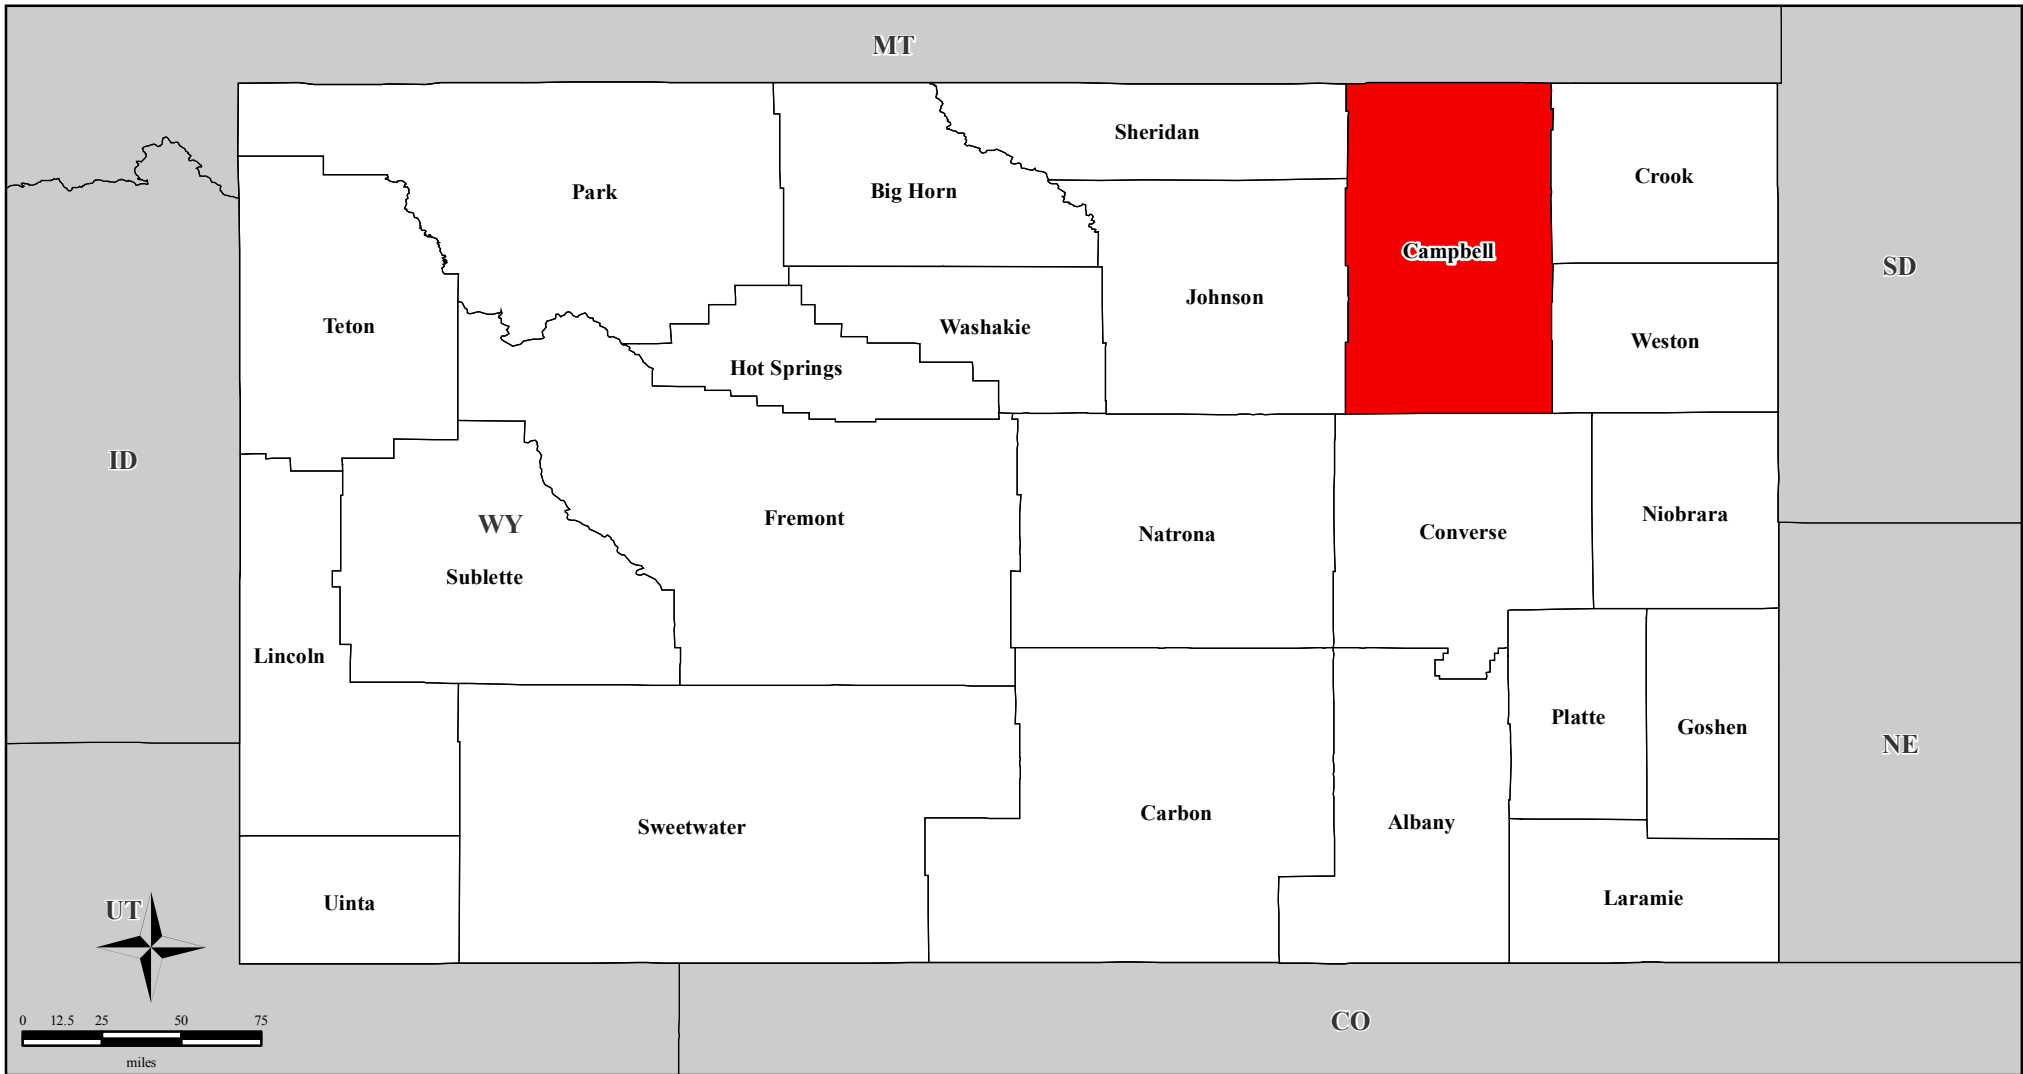 MT
Sheridan
Crook
Park
Big Horn
Campbell
SD
Johnson
Teton
Washakie
Weston
Hot Springs
ID
Niobrara
Fremont
WY
Converse
Natrona
Sublette
Lincoln
Platte
Goshen
NE
Carbon
Albany
Sweetwater
Laramie
Uinta
UT
0 12.5 25 50 75
miles
CO